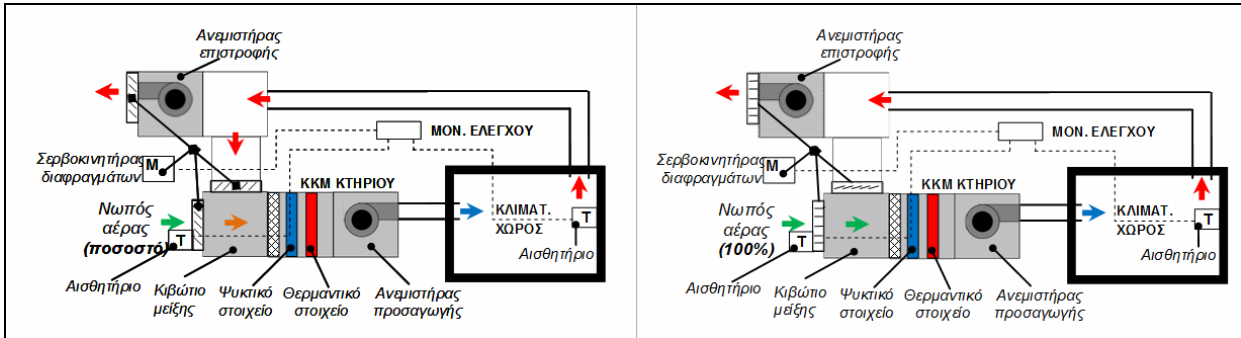 Ανεμιστήρας
επιστροφής
ΜΟΝ. ΕΛΕΓΧΟΥ
Σερβοκινητήρας
διαφραγμάτων
M
ΚΚΜ ΚΤΗΡΙΟΥ
Νωπός
αέρας
(ποσοστό)
T
ΚΛΙΜΑΤ.
ΧΩΡΟΣ
T
Αισθητήριο
Αισθητήριο
Κιβώτιο
μείξης
Ψυκτικό
στοιχείο
Θερμαντικό
στοιχείο
Ανεμιστήρας
προσαγωγής
Ανεμιστήρας
επιστροφής
ΜΟΝ. ΕΛΕΓΧΟΥ
Σερβοκινητήρας
διαφραγμάτων
M
ΚΚΜ ΚΤΗΡΙΟΥ
Νωπός
αέρας
(100%)
T
ΚΛΙΜΑΤ.
ΧΩΡΟΣ
T
Αισθητήριο
Αισθητήριο
Κιβώτιο
μείξης
Ψυκτικό
στοιχείο
Θερμαντικό
στοιχείο
Ανεμιστήρας
προσαγωγής